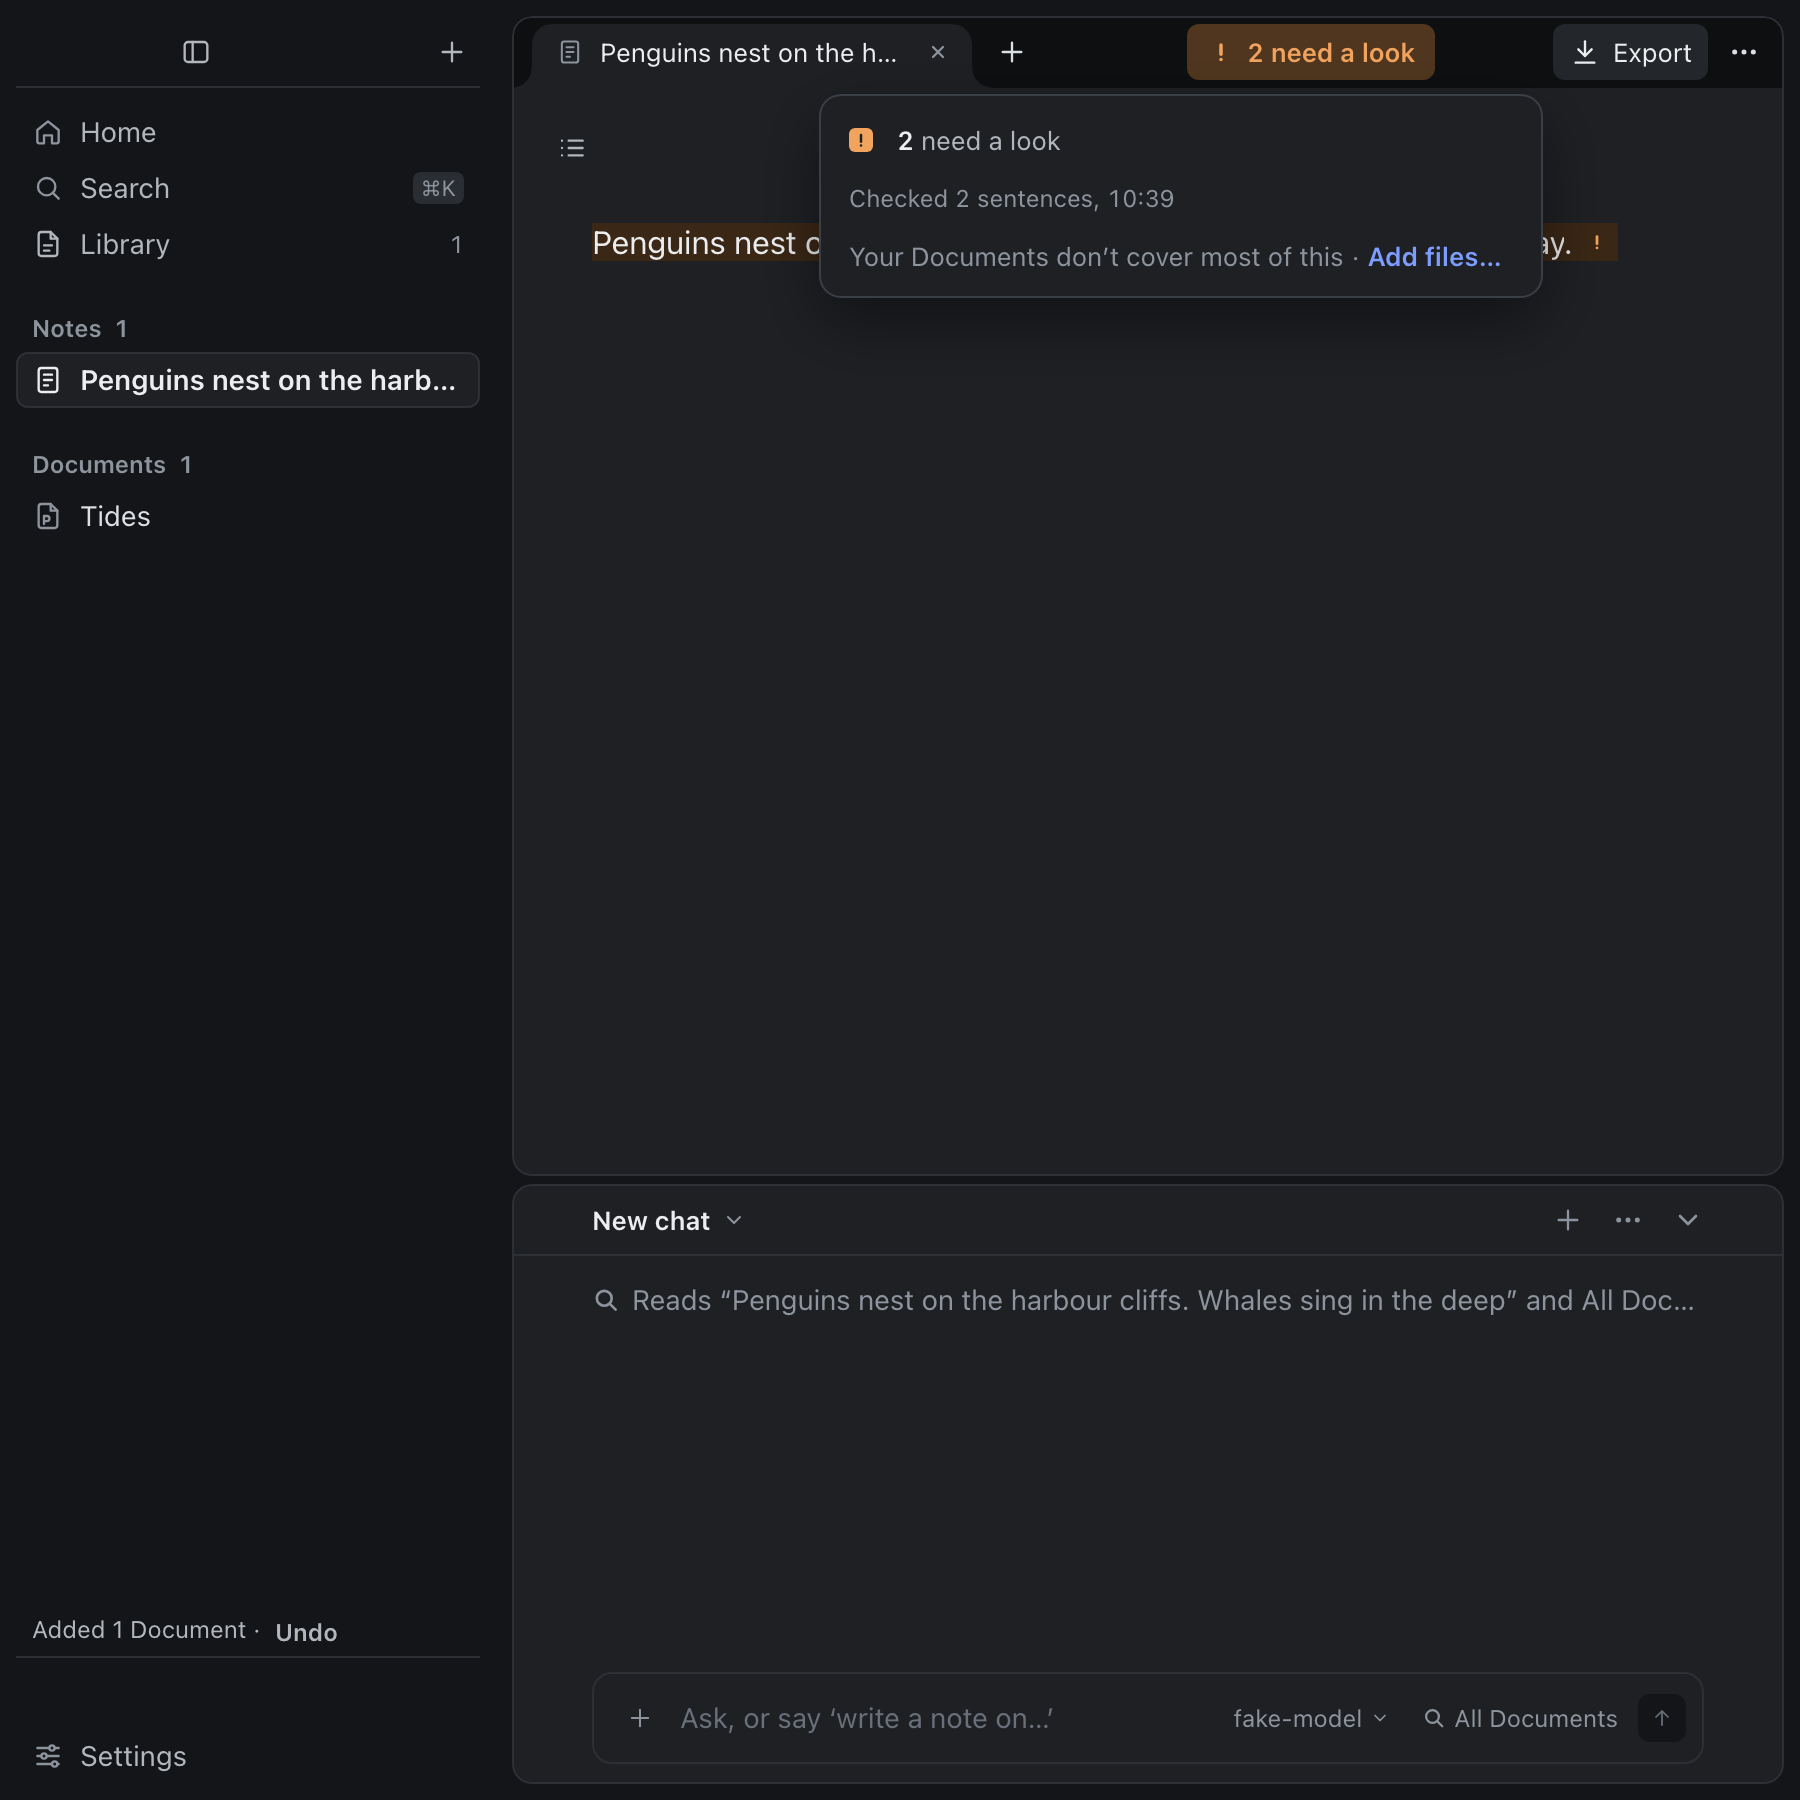 Home
Search ⌘K
Library 1
Notes 1
Penguins nest on the harb...
Documents 1
Tides
Added 1 Document · Undo
Settings
Penguins nest on the h...
! 2 need a look
Export
! 2 need a look
Checked 2 sentences, 10:39
Your Documents don’t cover most of this · Add files...
Penguins nest
ay. !
New chat
Reads “Penguins nest on the harbour cliffs. Whales sing in the deep” and All Doc...
Ask, or say ‘write a note on...’
fake-model
All Documents